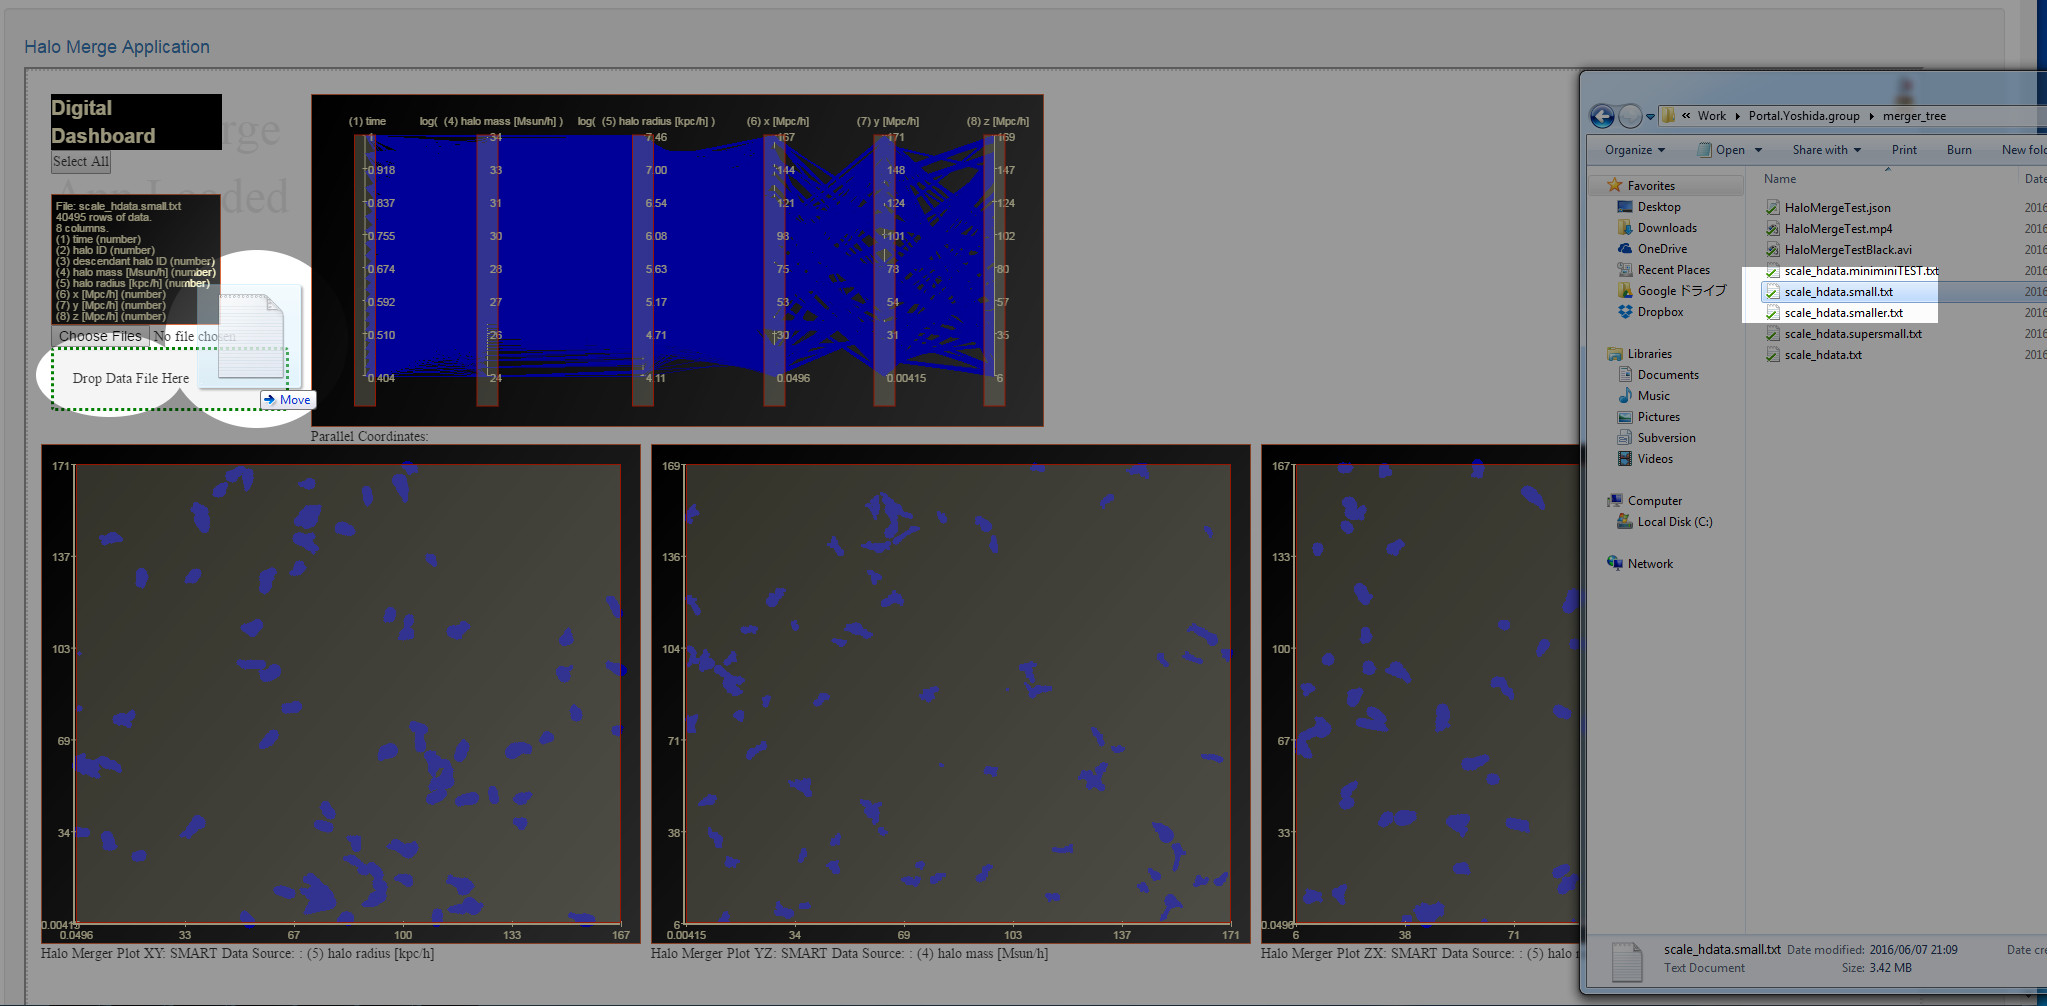 Halo Merge Application
Digital
Dashboard
Select All
rge
App Loaded
File: scale_hdata.small.txt
40495 rows of data.
8 columns.
(1) time (number)
(2) halo ID (number)
(3) descendant halo ID (number)
(4) halo mass [Msun/h] (number)
(5) halo radius [kpc/h] (number)
(6) x [Mpc/h] (number)
(7) y [Mpc/h] (number)
(8) z [Mpc/h] (number)
Choose Files No file chosen
Drop Data File Here
Move
(1) time log( (4) halo mass [Msun/h] ) log( (5) halo radius [kpc/h] ) (6) x [Mpc/h] (7) y [Mpc/h] (8) z [Mpc/h]
1 34 7.46 167 171 169
0.918 33 7.00 144 148 147
0.837 31 6.54 121 124 124
0.755 30 6.08 98 101 102
0.674 28 5.63 75 78 80
0.592 27 5.17 53 54 57
0.510 26 4.71 30 31 35
0.404 24 4.11 0.0496 0.00415 6
Parallel Coordinates:
171
137
103
69
34
0.00415
0.0496 33 67 100 133 167
Halo Merger Plot XY: SMART Data Source: : (5) halo radius [kpc/h]
169
136
104
71
38
6
0.00415 34 69 103 137 171
Halo Merger Plot YZ: SMART Data Source: : (4) halo mass [Msun/h]
167
133
100
67
33
0.0496
6 38 71
Halo Merger Plot ZX: SMART Data Source: : (5) halo r
« Work Portal.Yoshida.group merger_tree
Organize Open Share with Print Burn New fol
Favorites
Desktop
Downloads
OneDrive
Recent Places
Google ドライブ
Dropbox
Libraries
Documents
Music
Pictures
Subversion
Videos
Computer
Local Disk (C:)
Network
Name Date
HaloMergeTest.json 2016
HaloMergeTest.mp4 2016
HaloMergeTestBlack.avi 2016
scale_hdata.miniminiTEST.txt 2016
scale_hdata.small.txt 2016
scale_hdata.smaller.txt 2016
scale_hdata.supersmall.txt 2016
scale_hdata.txt 2016
scale_hdata.small.txt Date modified: 2016/06/07 21:09 Date cre
Text Document Size: 3.42 MB